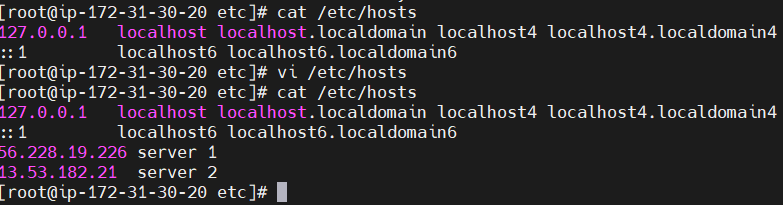 [root@ip-172-31-30-20 etc]# cat /etc/hosts
127.0.0.1   localhost localhost.localdomain localhost4 localhost4.localdomain4
::1         localhost6 localhost6.localdomain6
[root@ip-172-31-30-20 etc]# vi /etc/hosts
[root@ip-172-31-30-20 etc]# cat /etc/hosts
127.0.0.1   localhost localhost.localdomain localhost4 localhost4.localdomain4
::1         localhost6 localhost6.localdomain6
56.228.19.226 server 1
13.53.182.21  server 2
[root@ip-172-31-30-20 etc]#